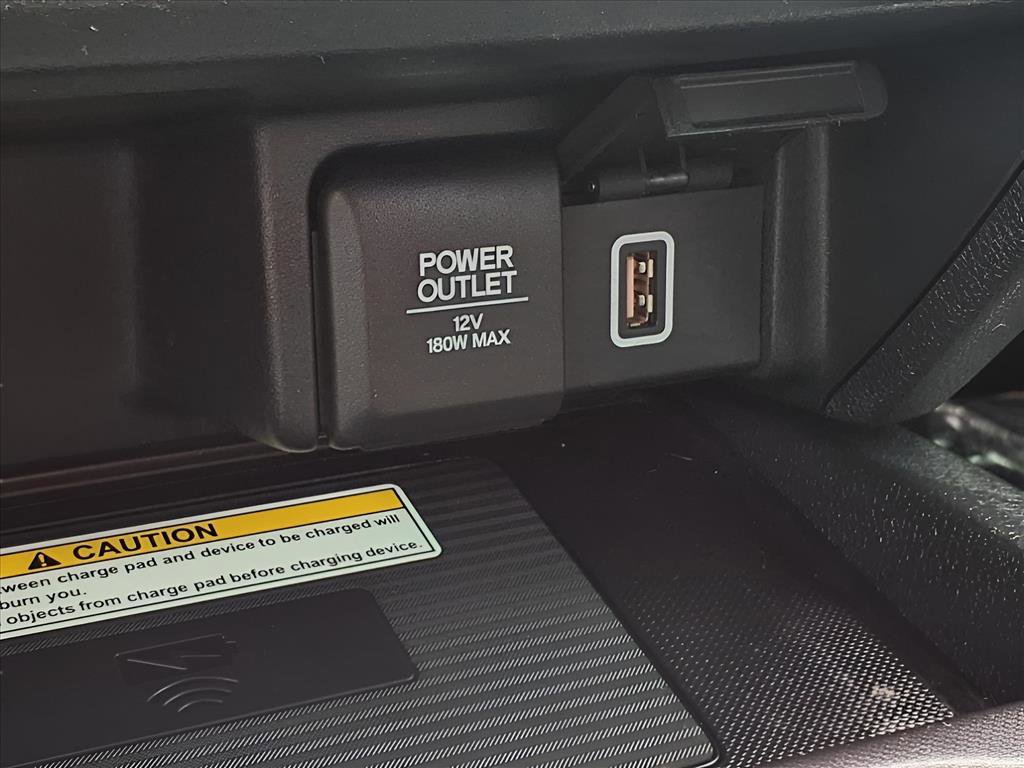 POWER
OUTLET
12V
180W MAX
CAUTION
ween charge pad and device to be charged will
burn you.
objects from charge pad before charging device.